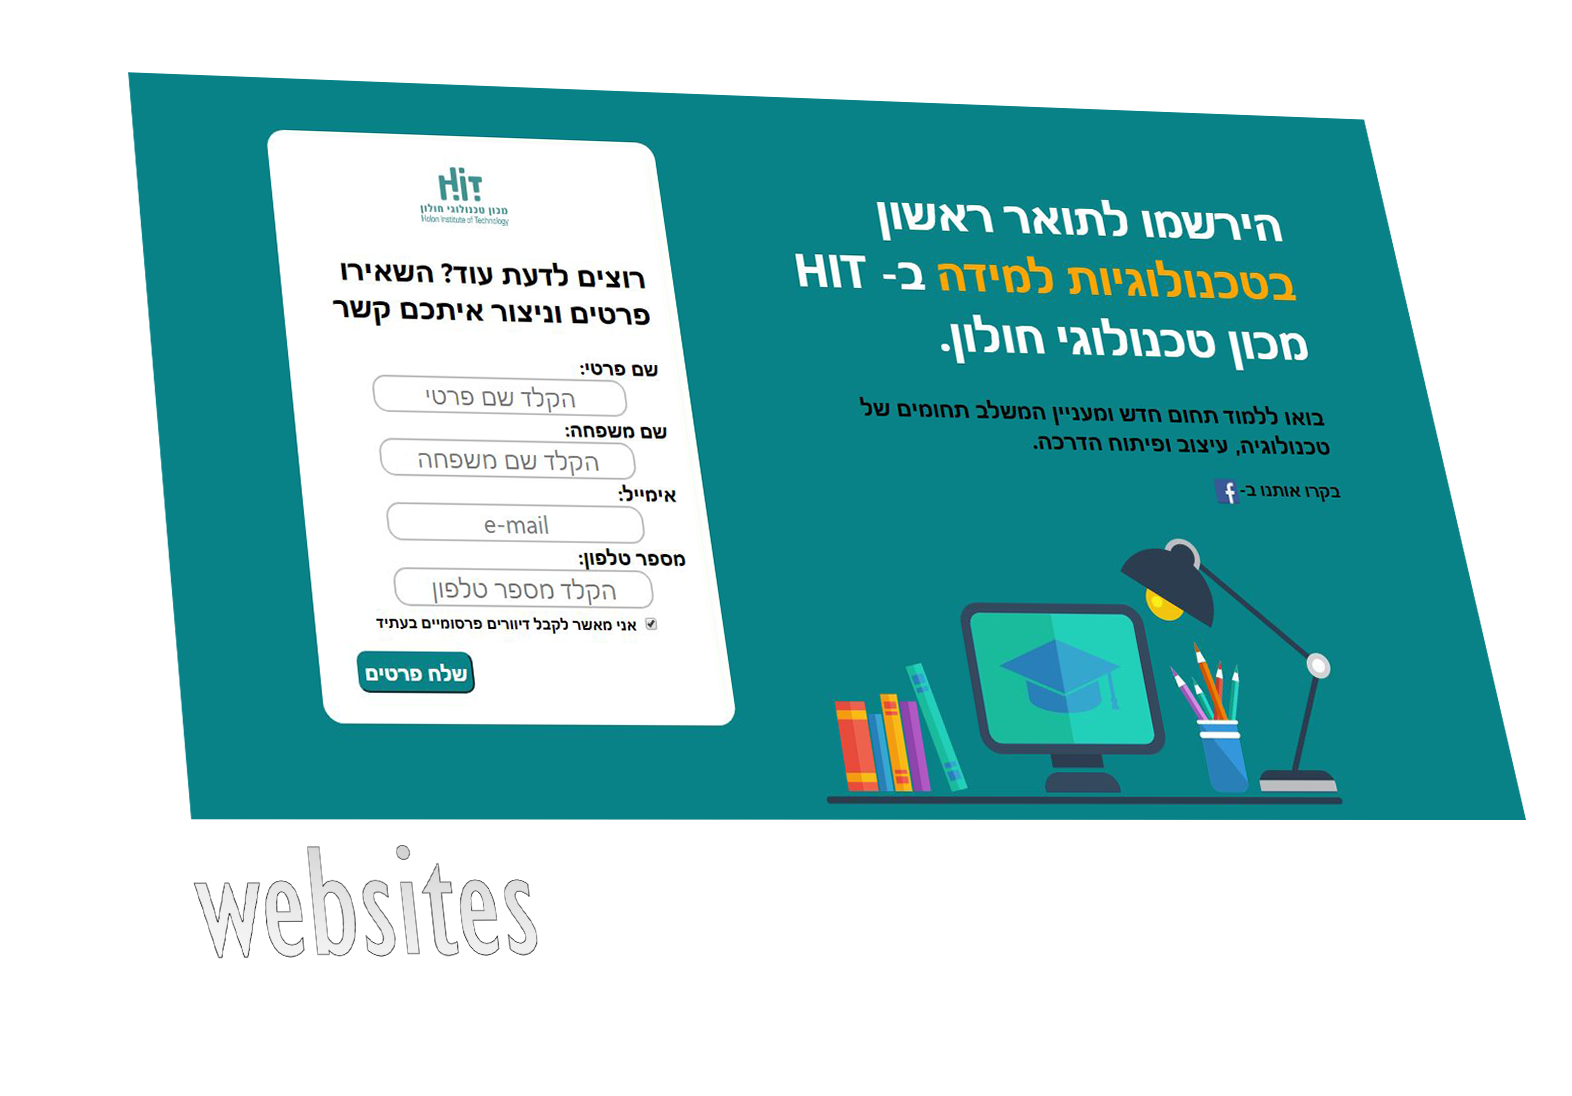 הירשמו לתואר ראשון
בטכנולוגיות למידה ב- HIT
מכון טכנולוגי חולון.
בואו ללמוד תחום חדש ומעניין המשלב תחומים של
טכנולוגיה, עיצוב ופיתוח הדרכה.
בקרו אותנו ב- f
HiT
מכון טכנולוגי חולון
Holon Institute of Technology
רוצים לדעת עוד? השאירו
פרטים וניצור איתכם קשר
שם פרטי:
הקלד שם פרטי
שם משפחה:
הקלד שם משפחה
אימייל:
e-mail
מספר טלפון:
הקלד מספר טלפון
אני מאשר לקבל דיוורים פרסומיים בעתיד
שלח פרטים
websites